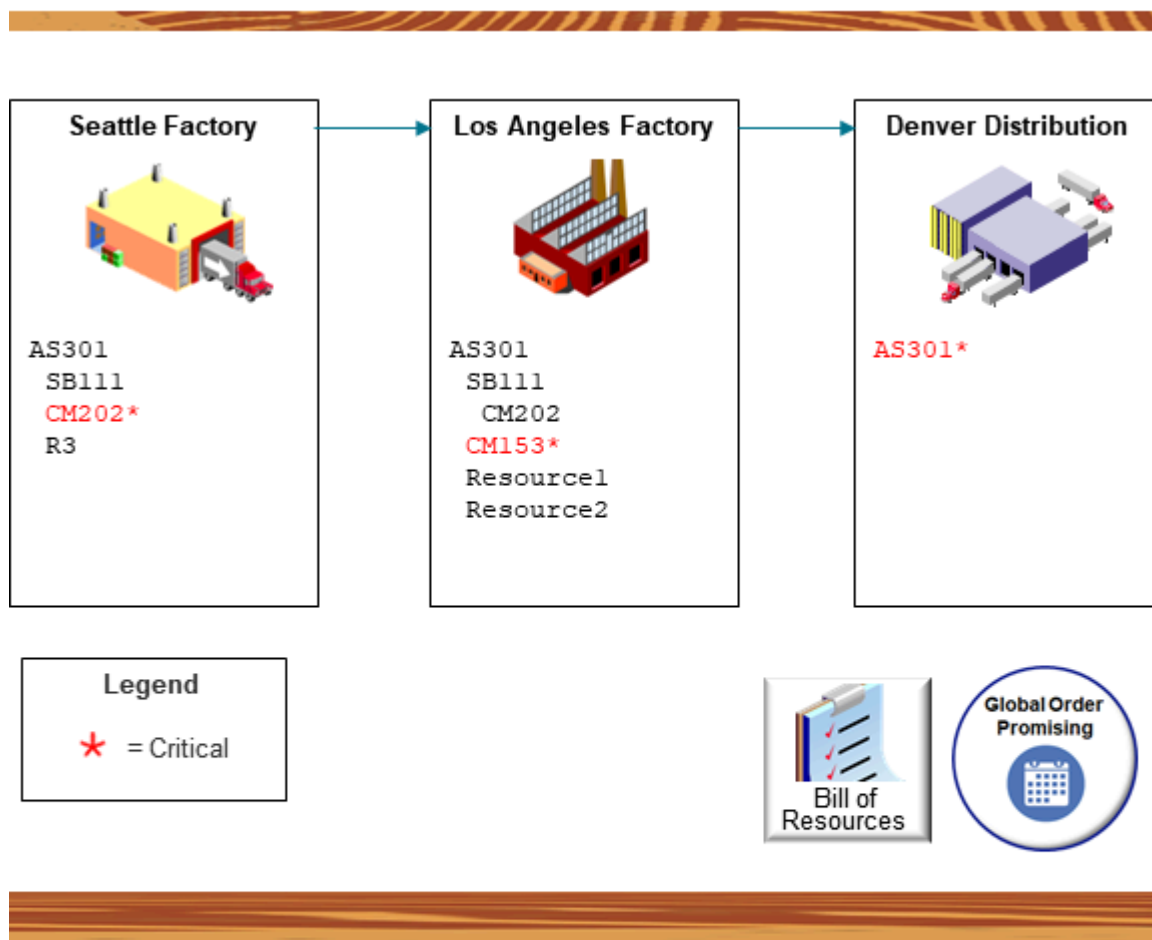 Seattle Factory
AS301
SB111
CM202*
R3
Los Angeles Factory
AS301
SB111
CM202
CM153*
Resource1
Resource2
Denver Distribution
AS301*
Legend
* = Critical
Bill of
Resources
Global Order
Promising